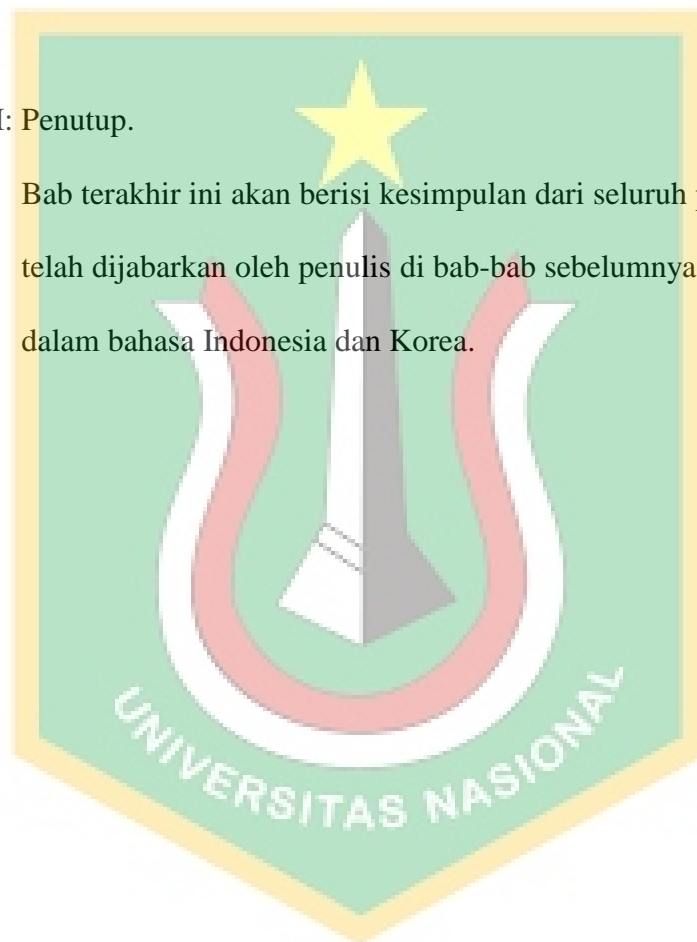 I: Penutup.
Bab terakhir ini akan berisi kesimpulan dari seluruh
telah dijabarkan oleh penulis di bab-bab sebelumnya
dalam bahasa Indonesia dan Korea.
UNIVERSITAS NASIONAL